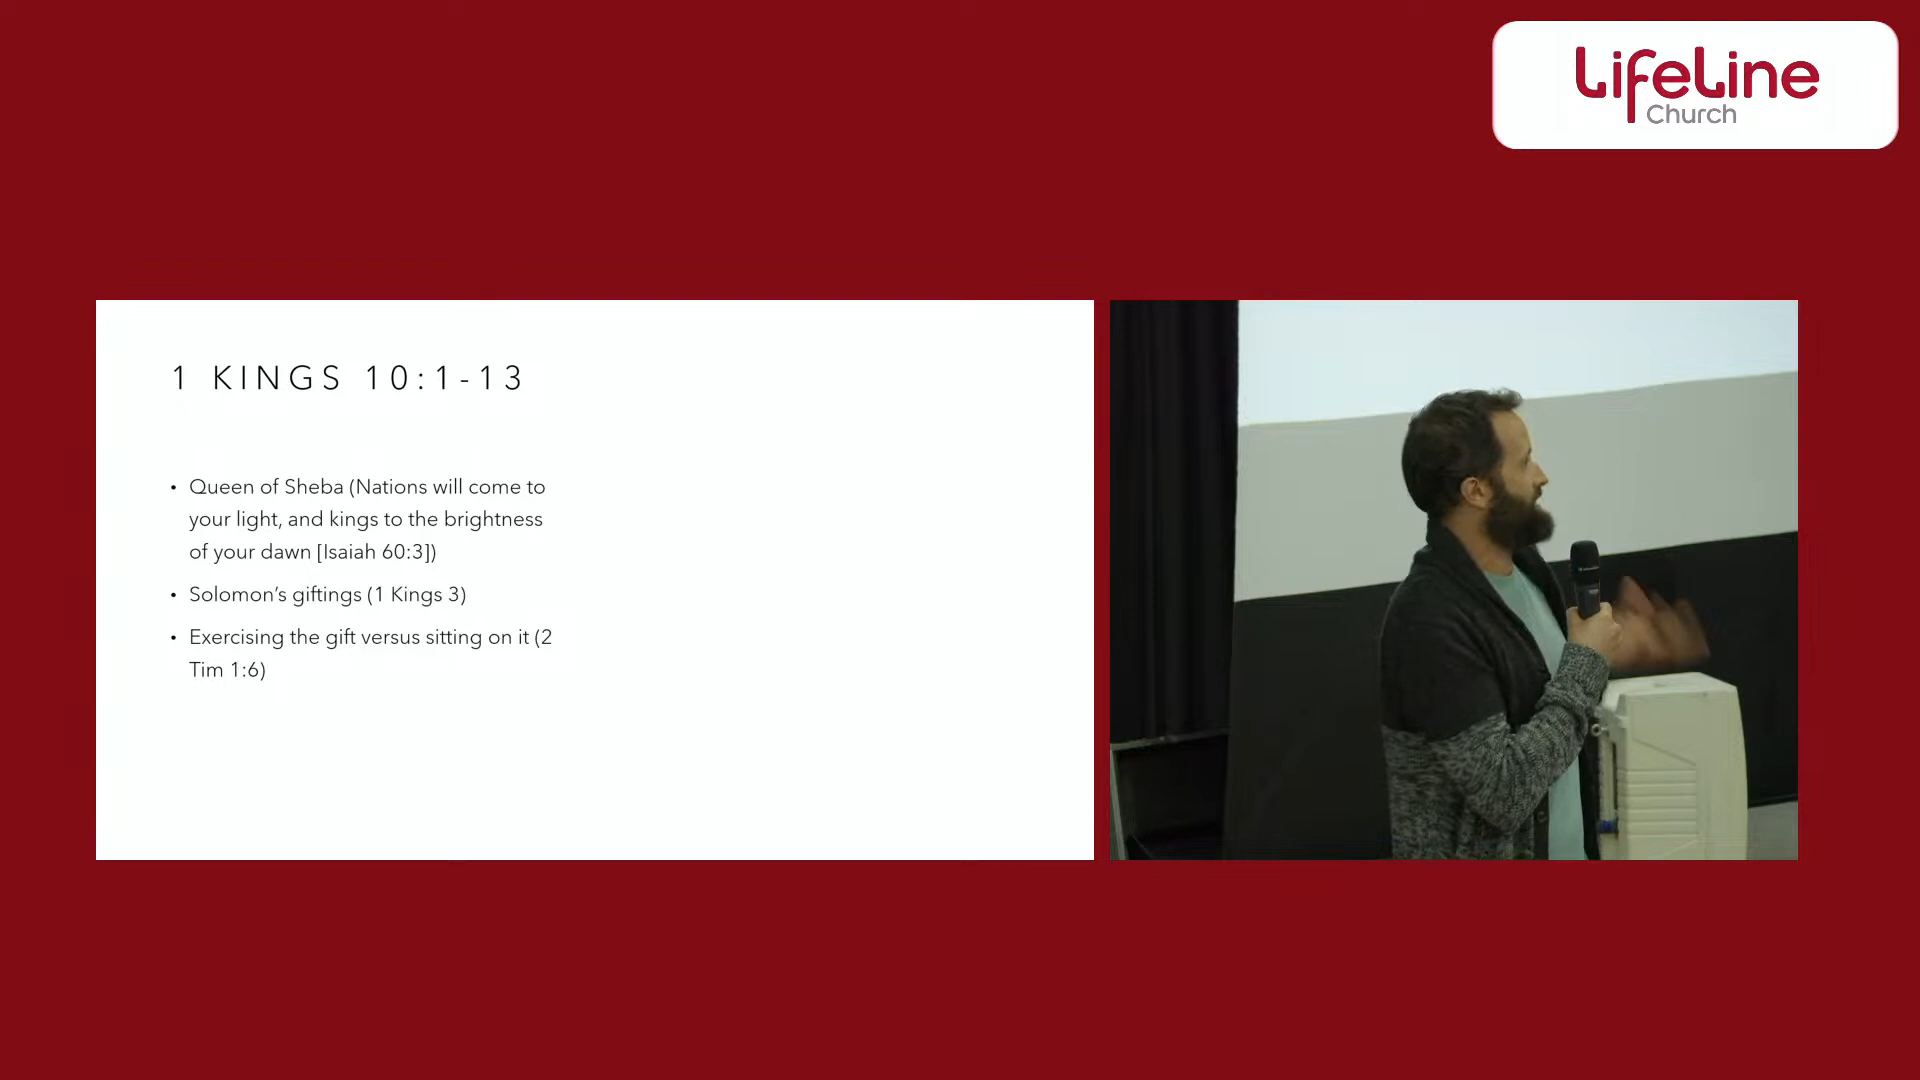 LifeLine
Church
1 KINGS 10:1-13
• Queen of Sheba (Nations will come to
your light, and kings to the brightness
of your dawn [Isaiah 60:3])
• Solomon’s giftings (1 Kings 3)
• Exercising the gift versus sitting on it (2
Tim 1:6)